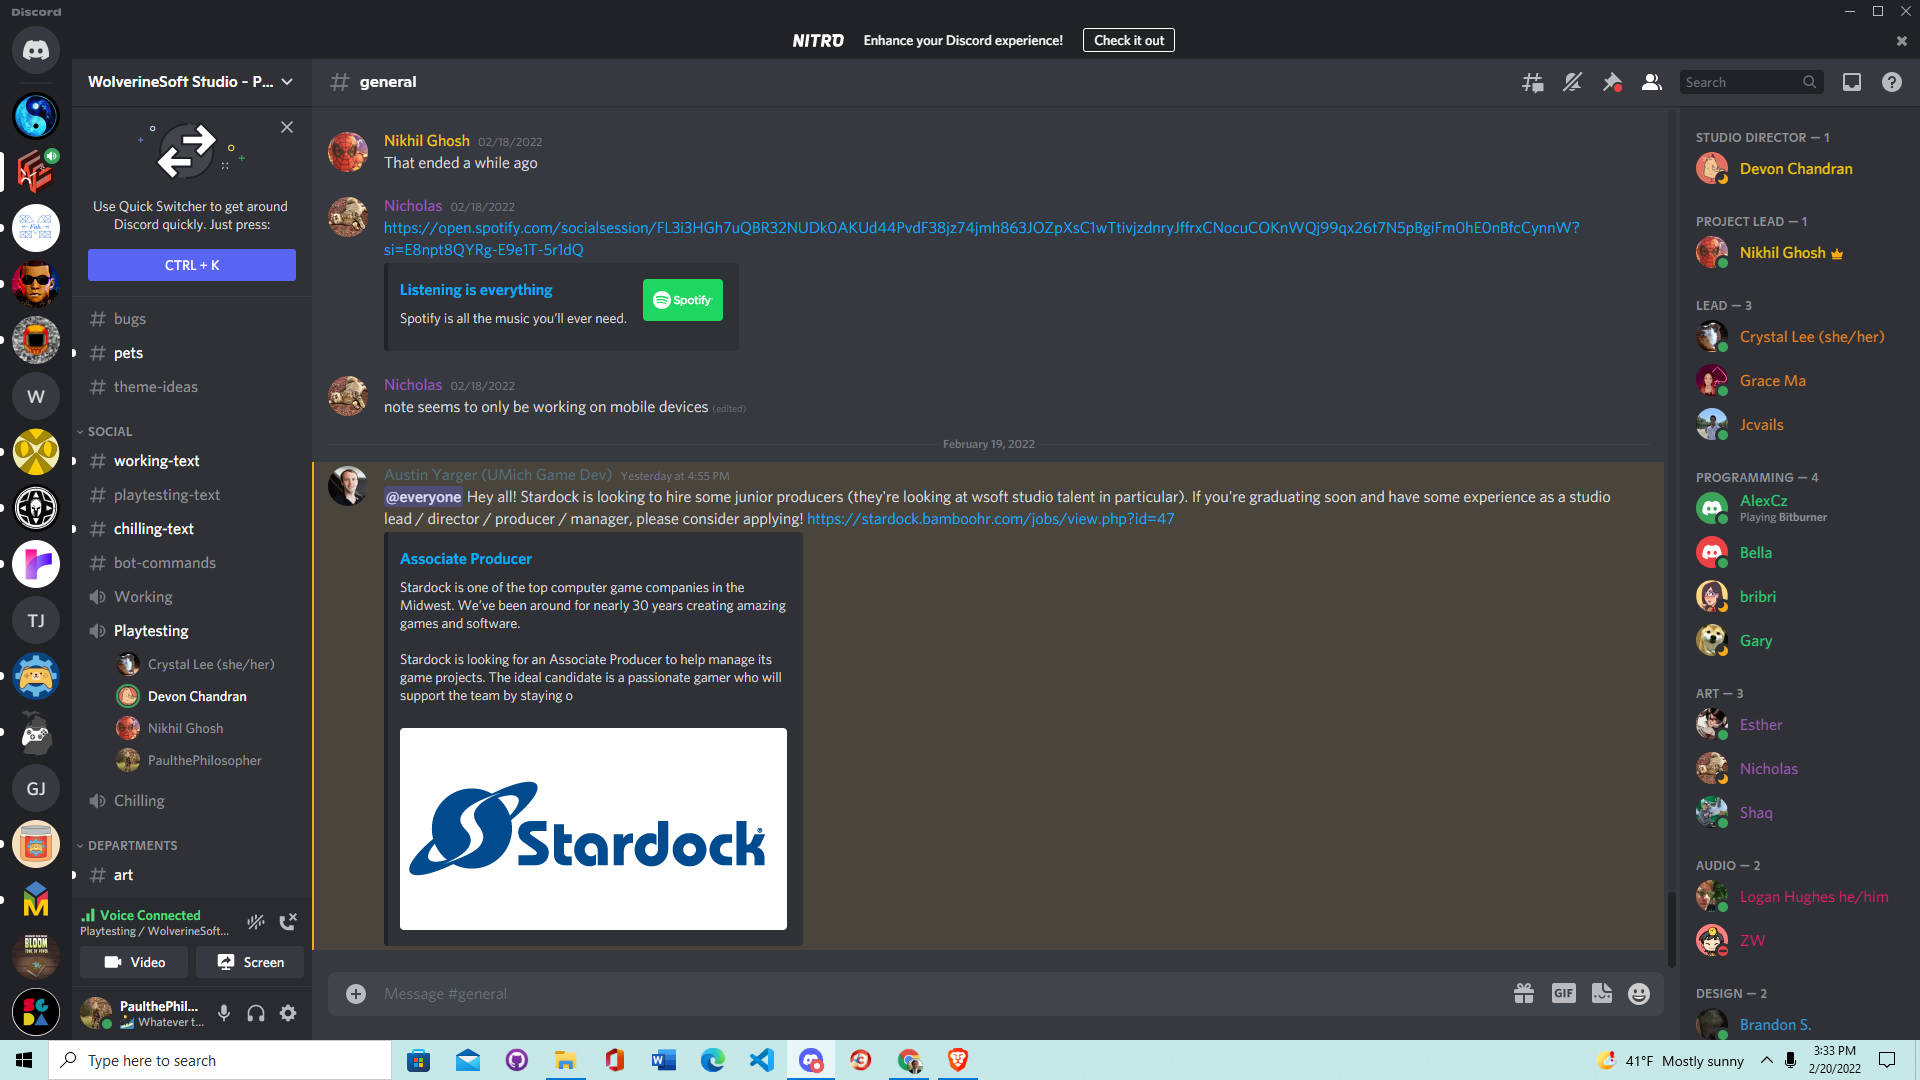 Discord
NITRO Enhance your Discord experience! Check it out
WolverineSoft Studio - P...
general
Search
Use Quick Switcher to get around
Discord quickly. Just press:
CTRL + K
bugs
pets
theme-ideas
SOCIAL
working-text
playtesting-text
chilling-text
bot-commands
Working
Playtesting
Crystal Lee (she/her)
Devon Chandran
Nikhil Ghosh
PaulthePhilosopher
Chilling
DEPARTMENTS
art
Voice Connected
Playtesting / WolverineSoft...
Video
Screen
PaulthePhil...
Whatever t...
W
TJ
GJ
BLOOM
SG
DA
Nikhil Ghosh 02/18/2022
That ended a while ago
Nicholas 02/18/2022
https://open.spotify.com/socialsession/FL3i3HGh7uQBR32NUDk0AKUd44PvdF38jz74jmh863JOZpXsC1wTtivjzdnryJffrxCNocuCOKnWQj99qx26t7N5pBgiFm0hE0nBfcCynnW?
si=E8npt8QYRg-E9e1T-5r1dQ
Listening is everything
Spotify is all the music you'll ever need.
Spotify
Nicholas 02/18/2022
note seems to only be working on mobile devices (edited)
February 19, 2022
Austin Yarger (UMich Game Dev) Yesterday at 4:55 PM
@everyone Hey all! Stardock is looking to hire some junior producers (they're looking at wsoft studio talent in particular). If you're graduating soon and have some experience as a studio
lead / director / producer / manager, please consider applying! https://stardock.bamboohr.com/jobs/view.php?id=47
Associate Producer
Stardock is one of the top computer game companies in the
Midwest. We've been around for nearly 30 years creating amazing
games and software.
Stardock is looking for an Associate Producer to help manage its
game projects. The ideal candidate is a passionate gamer who will
support the team by staying o
Stardock
Message #general
GIF
STUDIO DIRECTOR — 1
Devon Chandran
PROJECT LEAD — 1
Nikhil Ghosh
LEAD — 3
Crystal Lee (she/her)
Grace Ma
Jcvails
PROGRAMMING — 4
AlexCz
Playing Bitburner
Bella
bribri
Gary
ART — 3
Esther
Nicholas
Shaq
AUDIO — 2
Logan Hughes he/him
ZW
DESIGN — 2
Brandon S.
Type here to search
41°F Mostly sunny
3:33 PM
2/20/2022